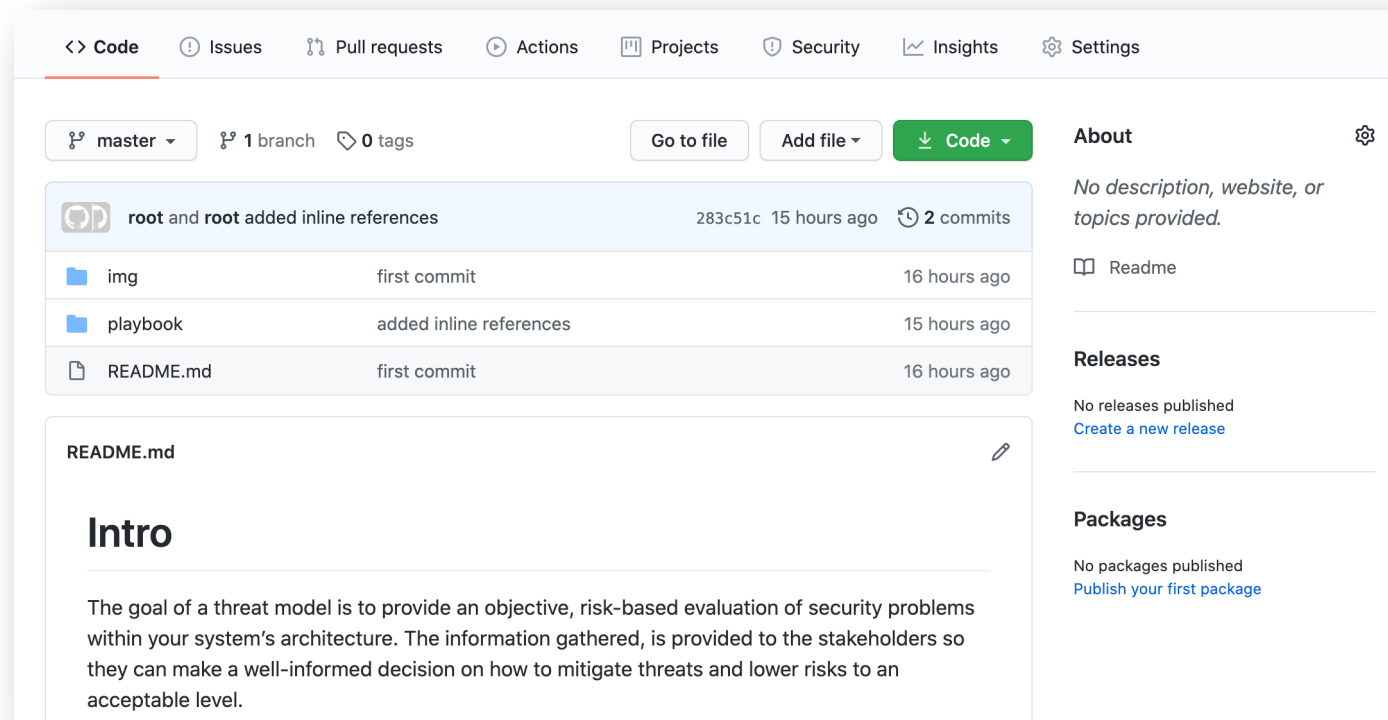 Code Issues Pull requests Actions Projects Security Insights Settings
master 1 branch 0 tags Go to file Add file Code
root and root added inline references 283c51c 15 hours ago 2 commits
img first commit 16 hours ago
playbook added inline references 15 hours ago
README.md first commit 16 hours ago
README.md
Intro
The goal of a threat model is to provide an objective, risk-based evaluation of security problems
within your system’s architecture. The information gathered, is provided to the stakeholders so
they can make a well-informed decision on how to mitigate threats and lower risks to an
acceptable level.
About
No description, website, or
topics provided.
Readme
Releases
No releases published
Create a new release
Packages
No packages published
Publish your first package